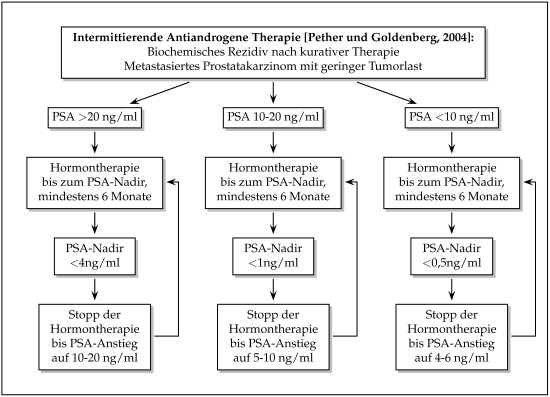 Intermittierende Antiandrogene Therapie [Pether und Goldenberg, 2004]:
Biochemisches Rezidiv nach kurativer Therapie
Metastasiertes Prostatakarzinom mit geringer Tumorlast
PSA >20 ng/ml
Hormontherapie
bis zum PSA-Nadir,
mindestens 6 Monate
PSA-Nadir
<4ng/ml
Stopp der
Hormontherapie
bis PSA-Anstieg
auf 10-20 ng/ml
PSA 10-20 ng/ml
Hormontherapie
bis zum PSA-Nadir,
mindestens 6 Monate
PSA-Nadir
<1ng/ml
Stopp der
Hormontherapie
bis PSA-Anstieg
auf 5-10 ng/ml
PSA <10 ng/ml
Hormontherapie
bis zum PSA-Nadir,
mindestens 6 Monate
PSA-Nadir
<0,5ng/ml
Stopp der
Hormontherapie
bis PSA-Anstieg
auf 4-6 ng/ml